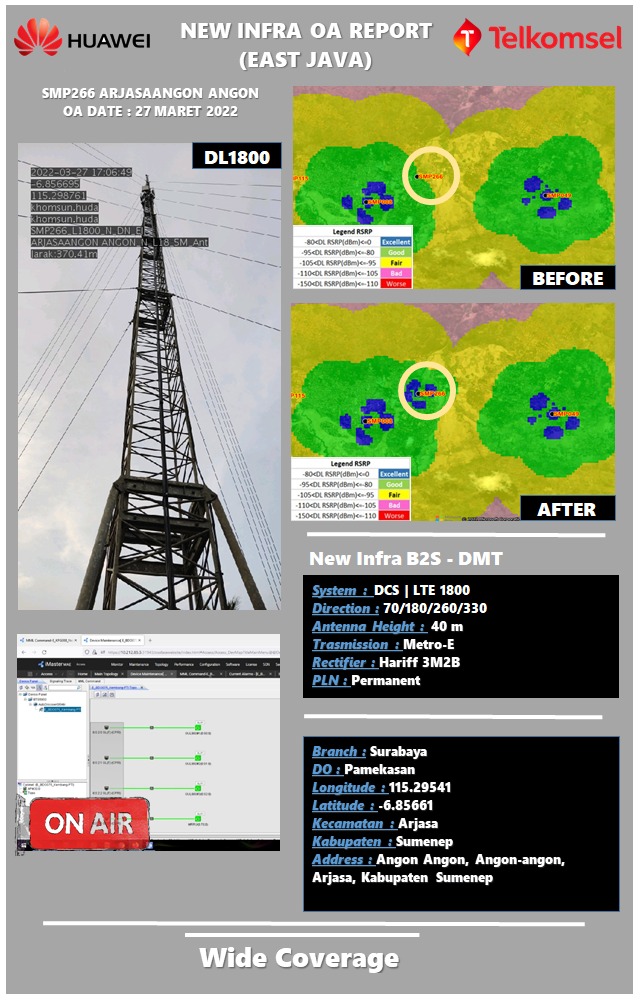 HUAWEI
NEW INFRA OA REPORT
(EAST JAVA)
Telkomsel
SMP266 ARJASAANGON ANGON
OA DATE : 27 MARET 2022
DL1800
2022-03-27 17:06:49
-6.856695
115.298761
khomsun,huda
khomsun,huda
SMP266_L1800_N_DN_E
ARJASAANGON ANGON_N_L18_SM_Ant
Jarak:370.41m
SMP266
SMP049
Legend RSRP
-80<DL RSRP(dBm)<=0 Excellent
-95<DL RSRP(dBm)<=-80 Good
-105<DL RSRP(dBm)<=-95 Fair
-110<DL RSRP(dBm)<=-105 Bad
-150<DL RSRP(dBm)<=-110 Worse
BEFORE
SMP266
SMP049
Legend RSRP
-80<DL RSRP(dBm)<=0 Excellent
-95<DL RSRP(dBm)<=-80 Good
-105<DL RSRP(dBm)<=-95 Fair
-110<DL RSRP(dBm)<=-105 Bad
-150<DL RSRP(dBm)<=-110 Worse
AFTER
New Infra B2S - DMT
System : DCS | LTE 1800
Direction : 70/180/260/330
Antenna Height : 40 m
Trasmission : Metro-E
Rectifier : Hariff 3M2B
PLN : Permanent
ON AIR
Branch : Surabaya
DO : Pamekasan
Longitude : 115.29541
Latitude : -6.85661
Kecamatan : Arjasa
Kabupaten : Sumenep
Address : Angon Angon, Angon-angon,
Arjasa, Kabupaten Sumenep
Wide Coverage